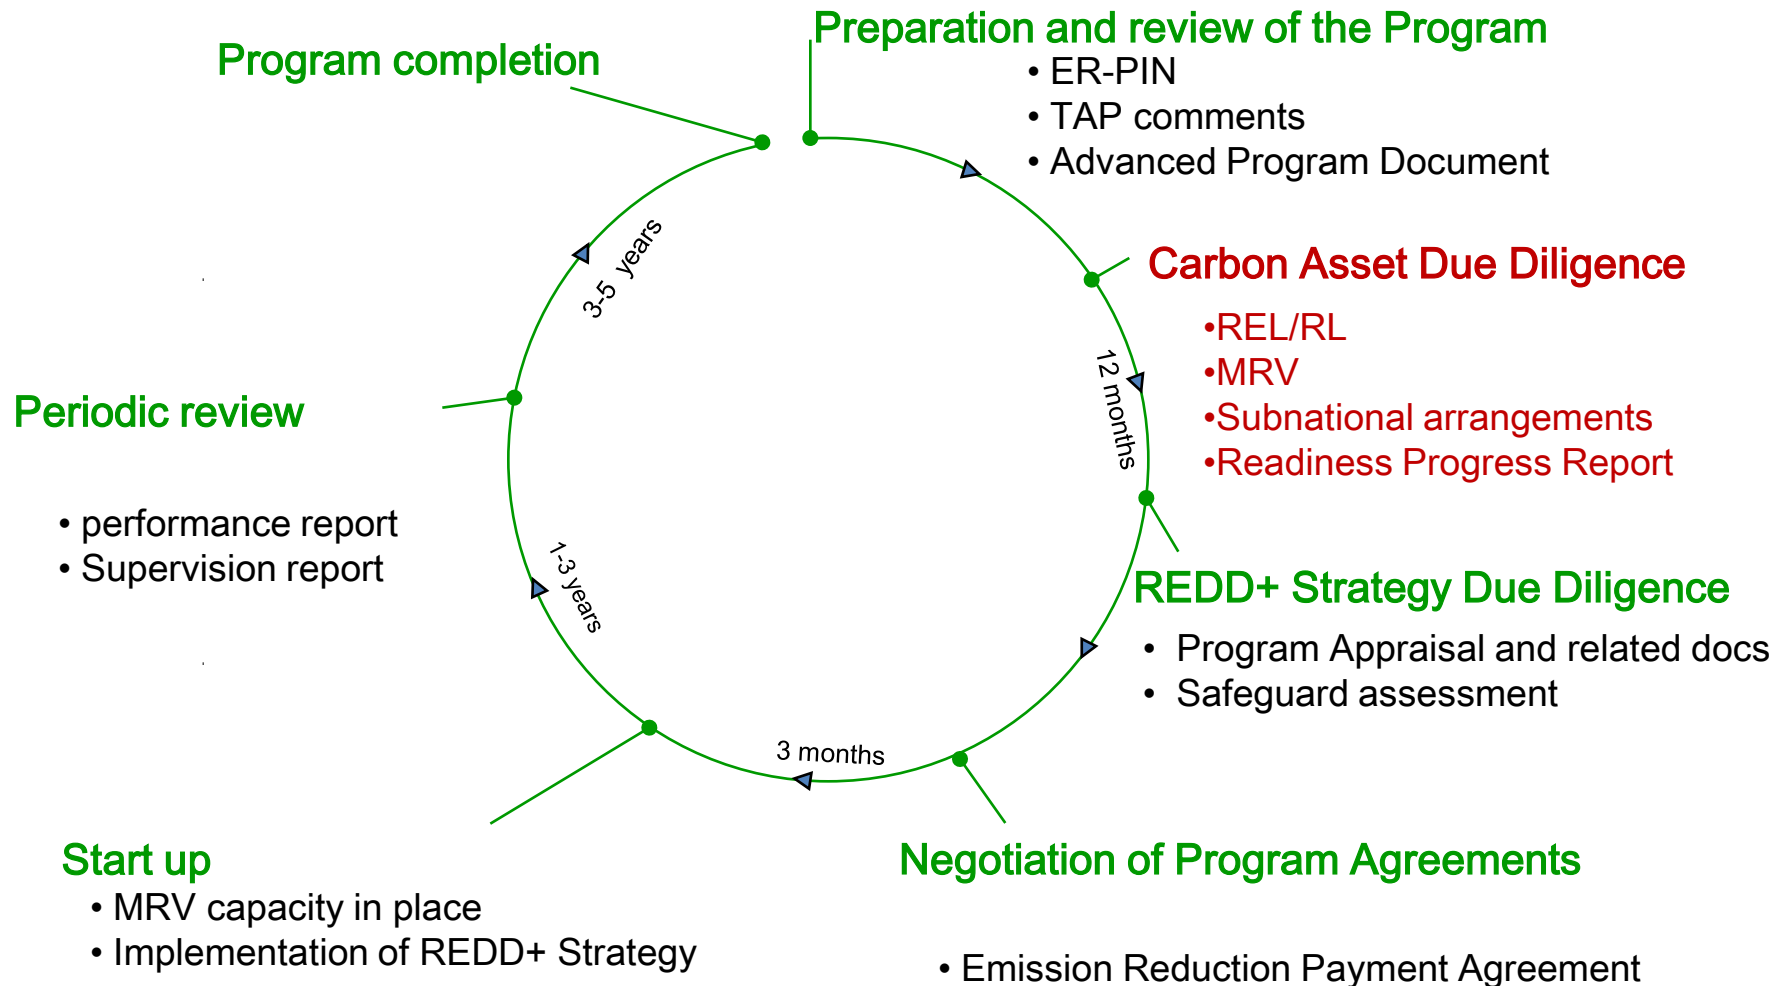 Preparation and review of the Program
• ER-PIN
• TAP comments
• Advanced Program Document
Program completion
Carbon Asset Due Diligence
•REL/RL
•MRV
•Subnational arrangements
•Readiness Progress Report
12 months
REDD+ Strategy Due Diligence
• Program Appraisal and related docs
• Safeguard assessment
Negotiation of Program Agreements
• Emission Reduction Payment Agreement
3 months
Start up
• MRV capacity in place
• Implementation of REDD+ Strategy
1-3 years
Periodic review
• performance report
• Supervision report
3-5 years